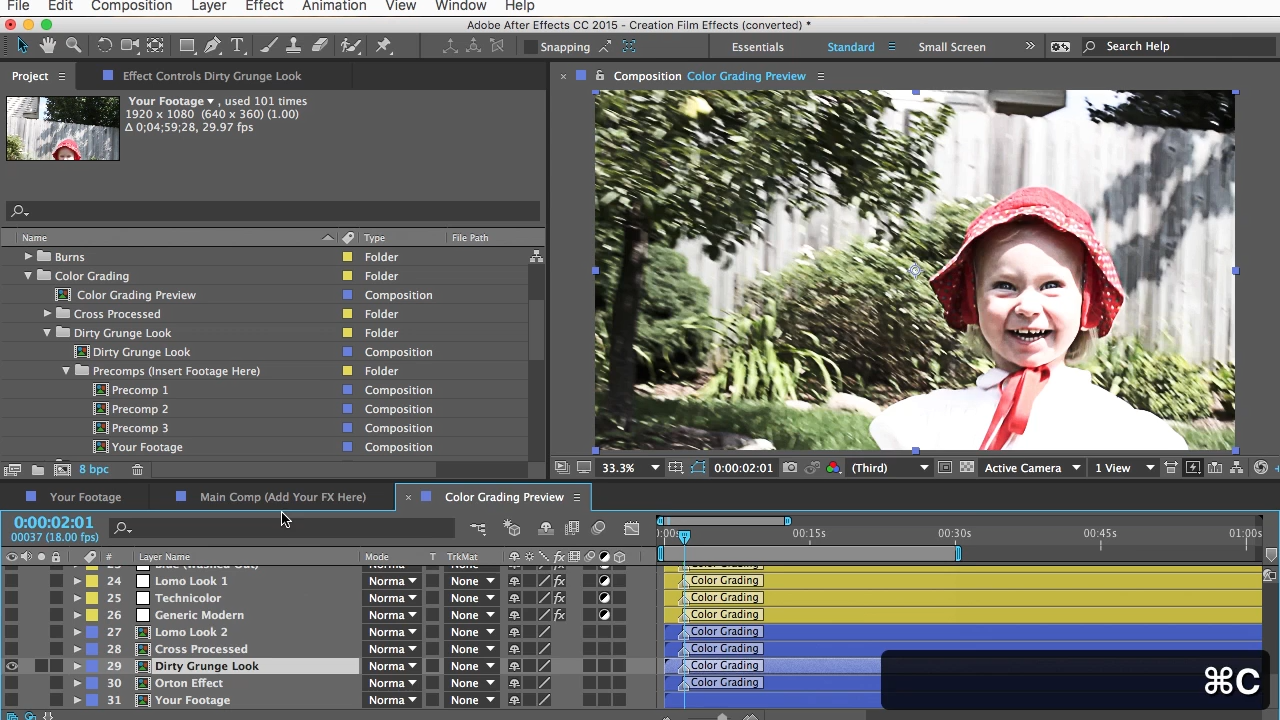 File Edit Composition Layer Effect Animation View Window Help
Adobe After Effects CC 2015 - Creation Film Effects (converted) *
Snapping Essentials Standard Small Screen Search Help
Project Effect Controls Dirty Grunge Look
Composition Color Grading Preview
Your Footage , used 101 times
1920 x 1080 (640 x 360) (1.00)
Δ 0;04;59;28, 29.97 fps
Name Type File Path
Burns Folder
Color Grading Folder
Color Grading Preview Composition
Cross Processed Folder
Dirty Grunge Look Folder
Dirty Grunge Look Composition
Precomps (Insert Footage Here) Folder
Precomp 1 Composition
Precomp 2 Composition
Precomp 3 Composition
Your Footage Composition
8 bpc
33.3% 0:00:02:01 (Third) Active Camera 1 View
Your Footage Main Comp (Add Your FX Here) Color Grading Preview
0:00:02:01
00037 (18.00 fps)
00:15s 00:30s 00:45s 01:00s
# Layer Name Mode T TrkMat fx
23 Blue (Washed Out) Color Grading
24 Lomo Look 1 Norma None fx Color Grading
25 Technicolor Norma None fx Color Grading
26 Generic Modern Norma None fx Color Grading
27 Lomo Look 2 Norma None Color Grading
28 Cross Processed Norma None Color Grading
29 Dirty Grunge Look Norma None Color Grading
30 Orton Effect Norma None Color Grading
31 Your Footage Norma None
⌘C